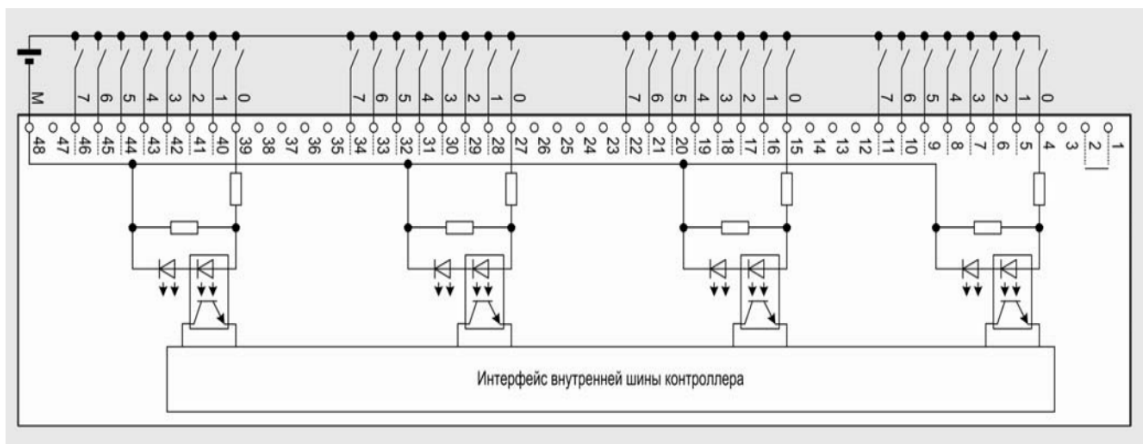 M 7 6 5 4 3 2 1 0 7 6 5 4 3 2 1 0 7 6 5 4 3 2 1 0 7 6 5 4 3 2 1 0
48 47 46 45 44 43 42 41 40 39 38 37 36 35 34 33 32 31 30 29 28 27 26 25 24 23 22 21 20 19 18 17 16 15 14 13 12 11 10 9 8 7 6 5 4 3 2 1
Интерфейс внутренней шины контроллера